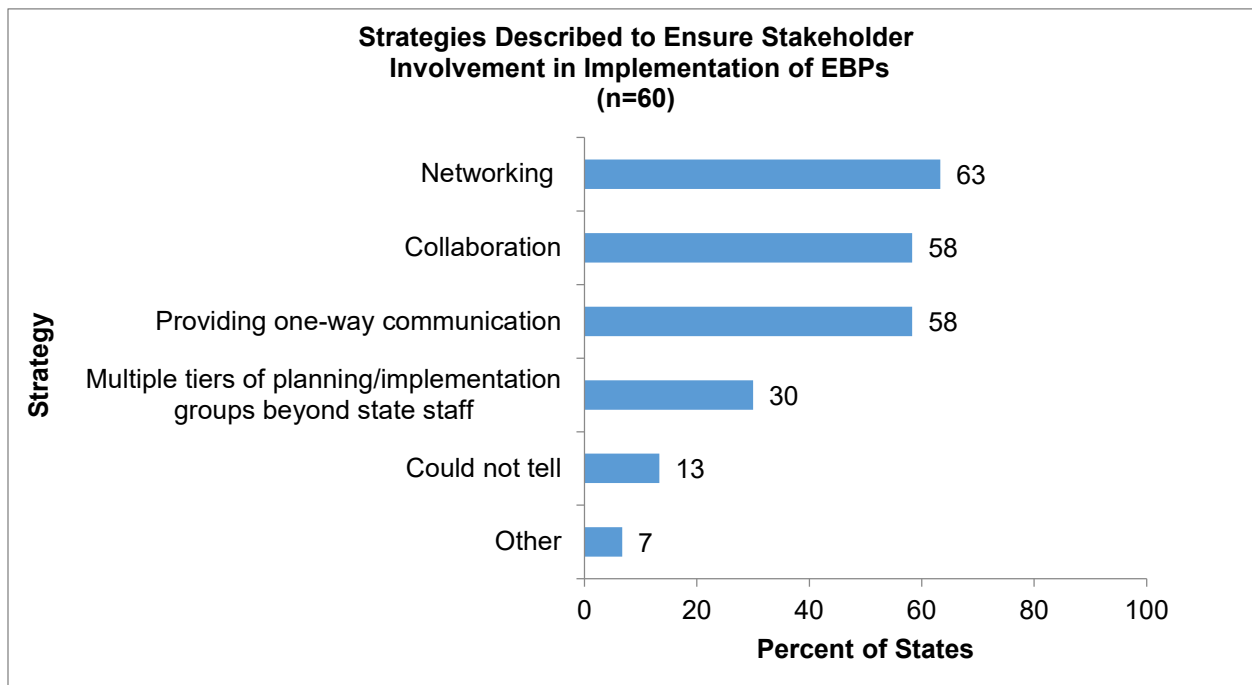 Strategies Described to Ensure Stakeholder
Involvement in Implementation of EBPs
(n=60)
Strategy
Networking 63
Collaboration 58
Providing one-way communication 58
Multiple tiers of planning/implementation
groups beyond state staff 30
Could not tell 13
Other 7
0 20 40 60 80 100
Percent of States